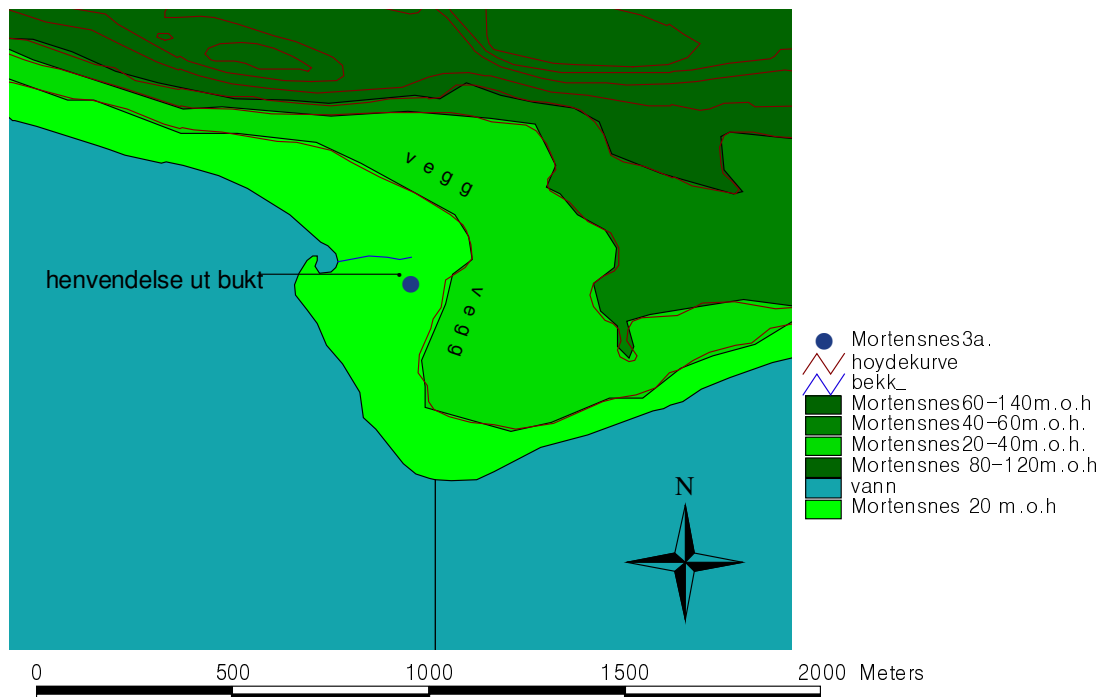 vegg
henvendelse ut bukt
vegg
Mortensnes3a.
hoydekurve
bekk_
Mortensnes60-140m.o.h
Mortensnes40-60m.o.h.
Mortensnes20-40m.o.h.
Mortensnes 80-120m.o.h
vann
Mortensnes 20 m.o.h
N
0 500 1000 1500 2000 Meters